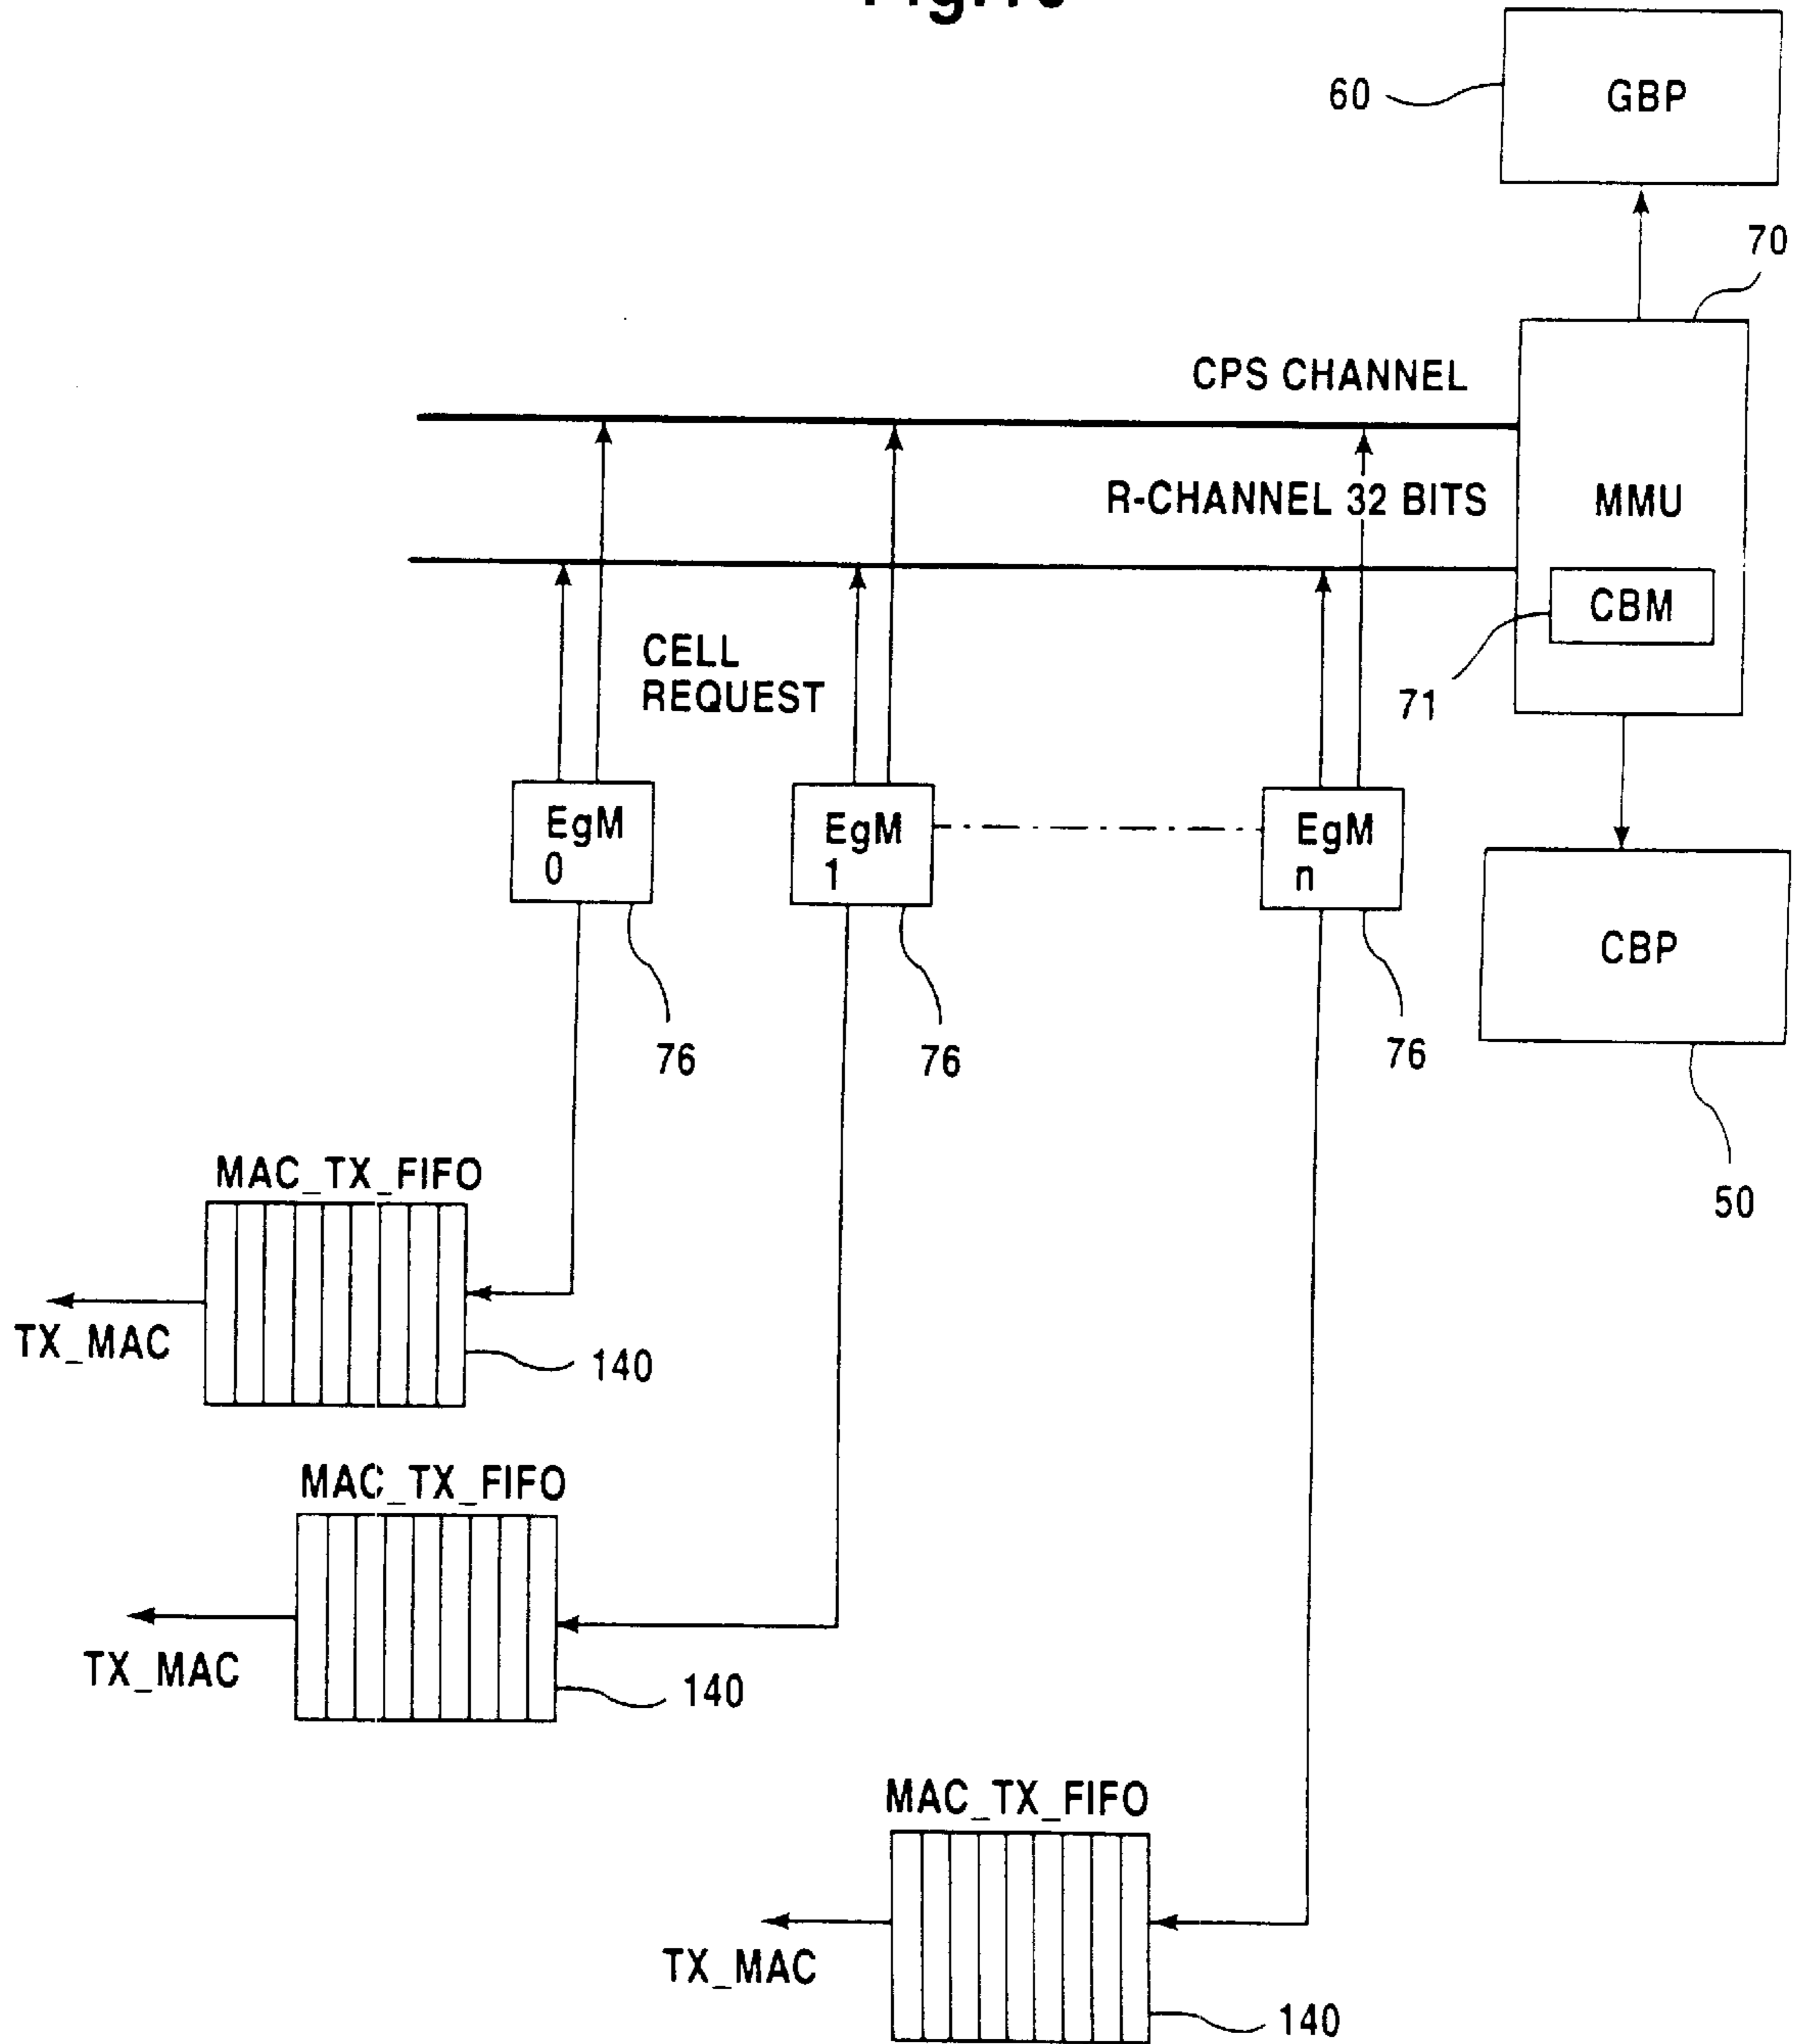 GBP
60
70
CPS CHANNEL
R-CHANNEL 32 BITS
MMU
CBM
CELL
REQUEST
71
EgM
0
EgM
1
EgM
n
CBP
76
76
76
50
MAC_TX_FIFO
TX_MAC
140
MAC_TX_FIFO
TX_MAC
140
MAC_TX_FIFO
TX_MAC
140